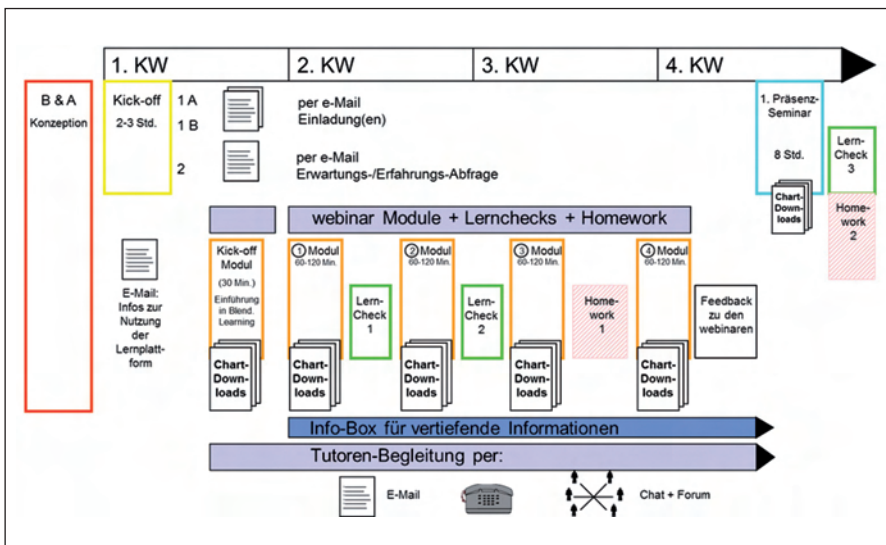 1. KW
2. KW
3. KW
4. KW
B & A
Konzeption
Kick-off
2-3 Std.
1 A
1 B
2
per e-Mail
Einladung(en)
per e-Mail
Erwartungs-/Erfahrungs-Abfrage
1. Präsenz-
Seminar
8 Std.
Chart-
Down-
loads
Lern-
Check
3
Home-
work
2
webinar Module + Lernchecks + Homework
E-Mail:
Infos zur
Nutzung
der
Lernplatt-
form
Kick-off
Modul
(30 Min.)
Einführung
in Blend.
Learning
Chart-
Down-
loads
1 Modul
60-120 Min.
Chart-
Down-
loads
Lern-
Check
1
2 Modul
60-120 Min.
Chart-
Down-
loads
Lern-
Check
2
3 Modul
60-120 Min.
Chart-
Down-
loads
Home-
work
1
4 Modul
60-120 Min.
Chart-
Down-
loads
Feedback
zu den
webinaren
Info-Box für vertiefende Informationen
Tutoren-Begleitung per:
E-Mail
Chat + Forum